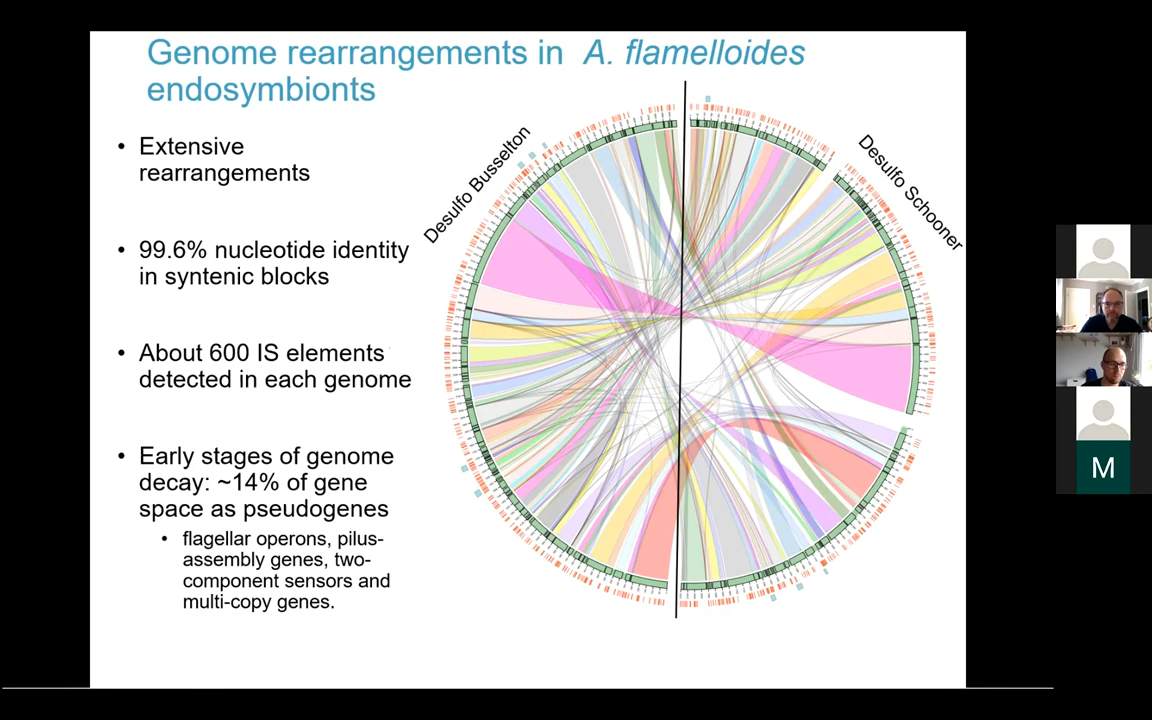 Genome rearrangements in A. flamelloides
endosymbionts
• Extensive
rearrangements
• 99.6% nucleotide identity
in syntenic blocks
• About 600 IS elements
detected in each genome
• Early stages of genome
decay: ~14% of gene
space as pseudogenes
• flagellar operons, pilus-
assembly genes, two-
component sensors and
multi-copy genes.
Desulfo Busselton
Desulfo Schooner
M